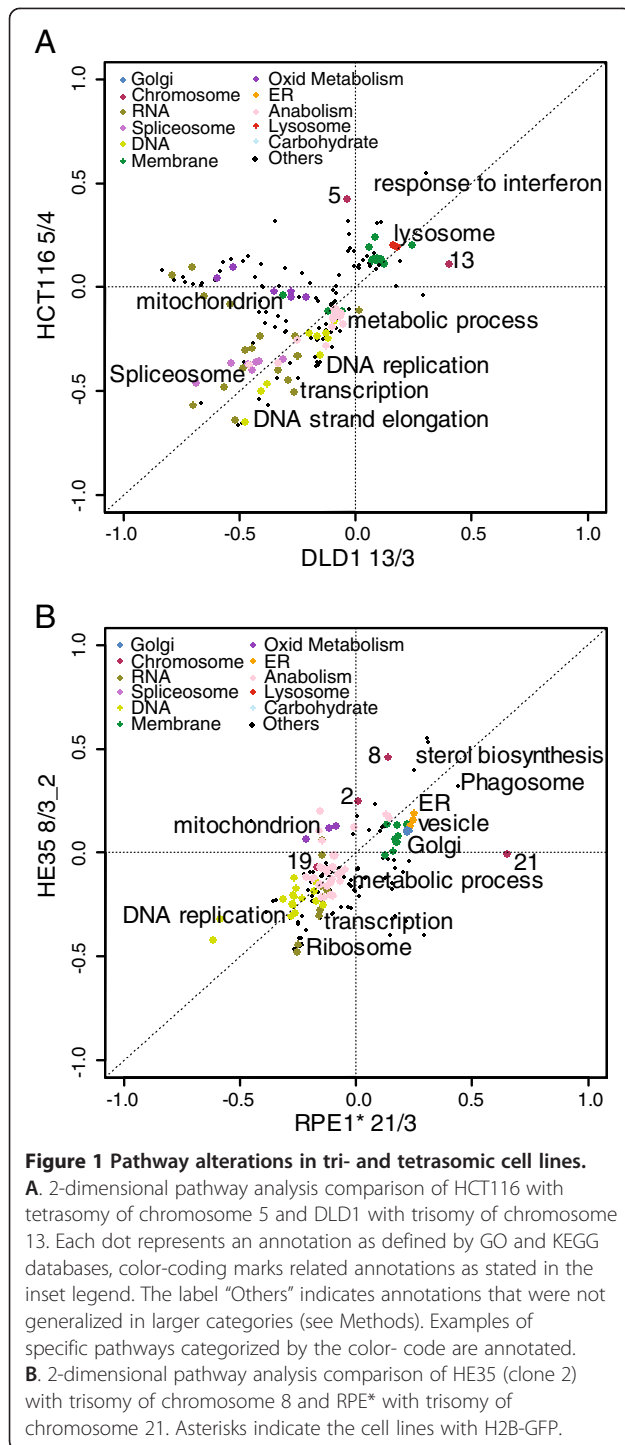 A
1.0
0.5
0.0
-0.5
-1.0
HCT116 5/4
Golgi
Chromosome
RNA
Spliceosome
DNA
Membrane
Oxid Metabolism
ER
Anabolism
Lysosome
Carbohydrate
Others
response to interferon
5
lysosome
13
mitochondrion
metabolic process
DNA replication
Spliceosome
transcription
DNA strand elongation
-1.0 -0.5 0.0 0.5 1.0
DLD1 13/3
B
1.0
0.5
0.0
-0.5
-1.0
HE35 8/3_2
Golgi
Chromosome
RNA
Spliceosome
DNA
Membrane
Oxid Metabolism
ER
Anabolism
Lysosome
Carbohydrate
Others
8
sterol biosynthesis
Phagosome
2
ER
mitochondrion
vesicle
Golgi
19
21
metabolic process
DNA replication
transcription
Ribosome
-1.0 -0.5 0.0 0.5 1.0
RPE1* 21/3
Figure 1 Pathway alterations in tri- and tetrasomic cell lines.
A. 2-dimensional pathway analysis comparison of HCT116 with
tetrasomy of chromosome 5 and DLD1 with trisomy of chromosome
13. Each dot represents an annotation as defined by GO and KEGG
databases, color-coding marks related annotations as stated in the
inset legend. The label “Others” indicates annotations that were not
generalized in larger categories (see Methods). Examples of
specific pathways categorized by the color- code are annotated.
B. 2-dimensional pathway analysis comparison of HE35 (clone 2)
with trisomy of chromosome 8 and RPE* with trisomy of
chromosome 21. Asterisks indicate the cell lines with H2B-GFP.